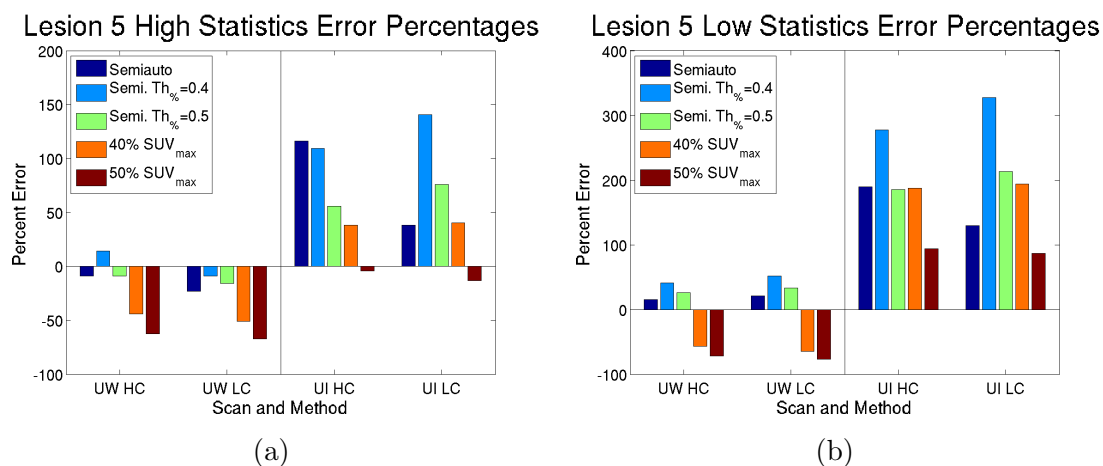 Lesion 5 High Statistics Error Percentages
200
150
100
50
0
-50
-100
Percent Error
Semiauto
Semi. Th%=0.4
Semi. Th%=0.5
40% SUVmax
50% SUVmax
UW HC
UW LC
UI HC
UI LC
Scan and Method
(a)
Lesion 5 Low Statistics Error Percentages
400
300
200
100
0
-100
Percent Error
Semiauto
Semi. Th%=0.4
Semi. Th%=0.5
40% SUVmax
50% SUVmax
UW HC
UW LC
UI HC
UI LC
Scan and Method
(b)